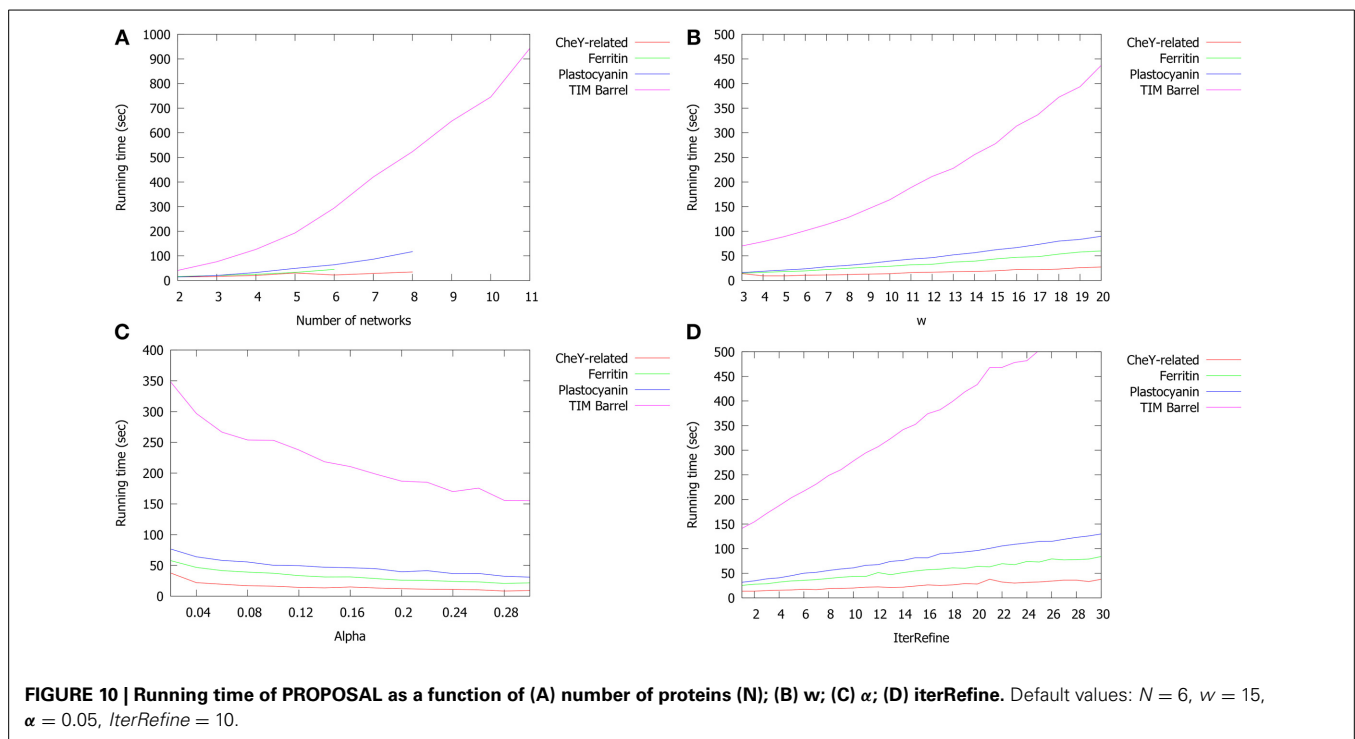 A
1000
900
800
700
600
500
400
300
200
100
0
2 3 4 5 6 7 8 9 10 11
Running time (sec)
Number of networks
CheY-related
Ferritin
Plastocyanin
TIM Barrel
B
500
450
400
350
300
250
200
150
100
50
0
3 4 5 6 7 8 9 10 11 12 13 14 15 16 17 18 19 20
Running time (sec)
w
CheY-related
Ferritin
Plastocyanin
TIM Barrel
C
400
350
300
250
200
150
100
50
0
0.04 0.08 0.12 0.16 0.2 0.24 0.28
Running time (sec)
Alpha
CheY-related
Ferritin
Plastocyanin
TIM Barrel
D
500
450
400
350
300
250
200
150
100
50
0
2 4 6 8 10 12 14 16 18 20 22 24 26 28 30
Running time (sec)
IterRefine
CheY-related
Ferritin
Plastocyanin
TIM Barrel
FIGURE 10 | Running time of PROPOSAL as a function of (A) number of proteins (N); (B) w; (C) α; (D) iterRefine. Default values: N = 6, w = 15,
α = 0.05, IterRefine = 10.